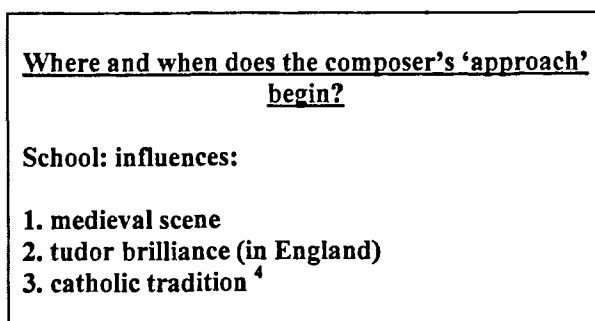 Where and when does the composer's 'approach'
begin?
School: influences:
1. medieval scene
2. tudor brilliance (in England)
3. catholic tradition 4